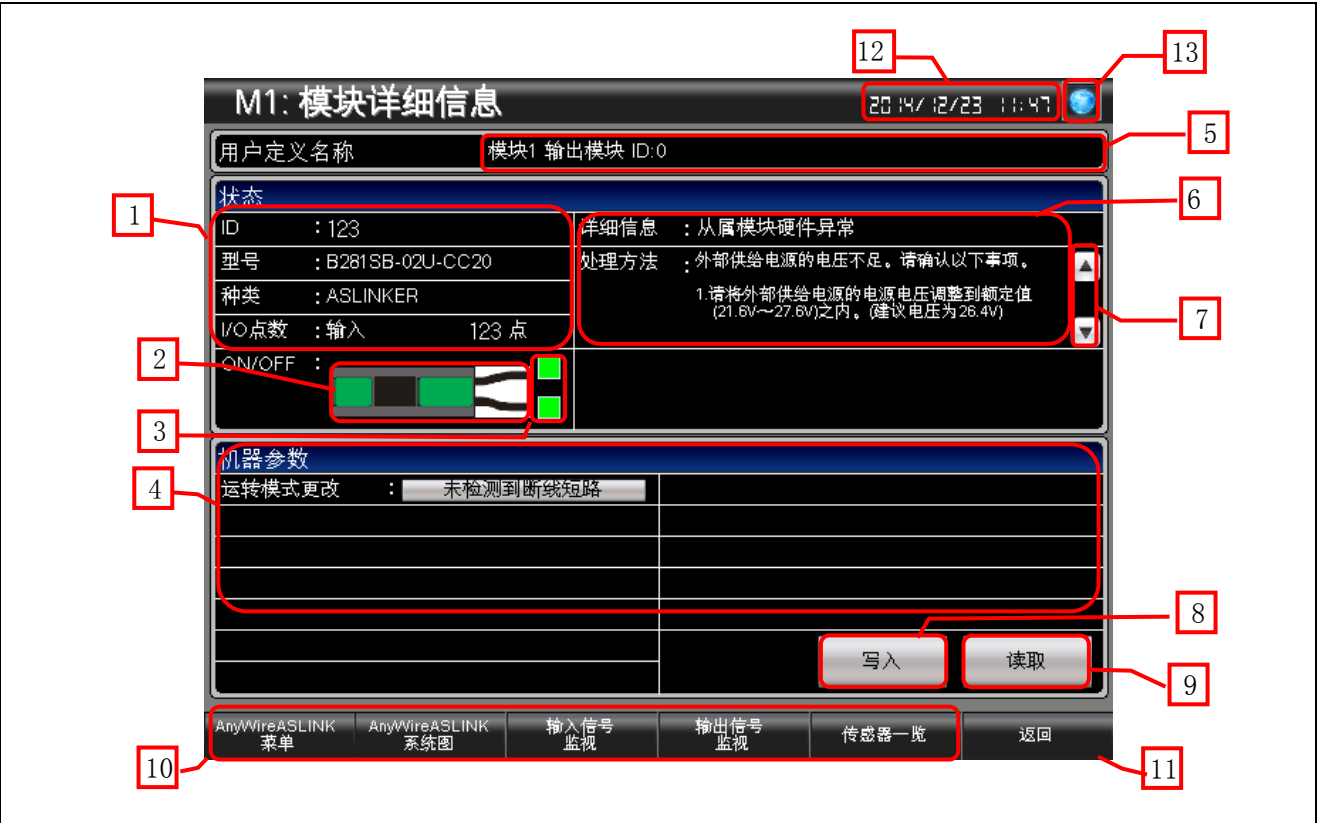 12
13
M1: 模块详细信息
2014/12/23 11:47
5
用户定义名称
模块1 输出模块 ID:0
状态
6
1
ID :123
详细信息 :从属模块硬件异常
型号 :B281SB-02U-CC20
处理方法 :外部供给电源的电压不足。请确认以下事项。
种类 :ASLINKER
1.请将外部供给电源的电源电压调整到额定值
(21.6V～27.6V)之内。(建议电压为26.4V)
I/O点数 :输入 123 点
7
2
ON/OFF :
3
机器参数
4
运转模式更改 : 未检测到断线短路
8
写入
读取
9
AnyWireASLINK
菜单
AnyWireASLINK
系统图
输入信号
监视
输出信号
监视
传感器一览
返回
10
11